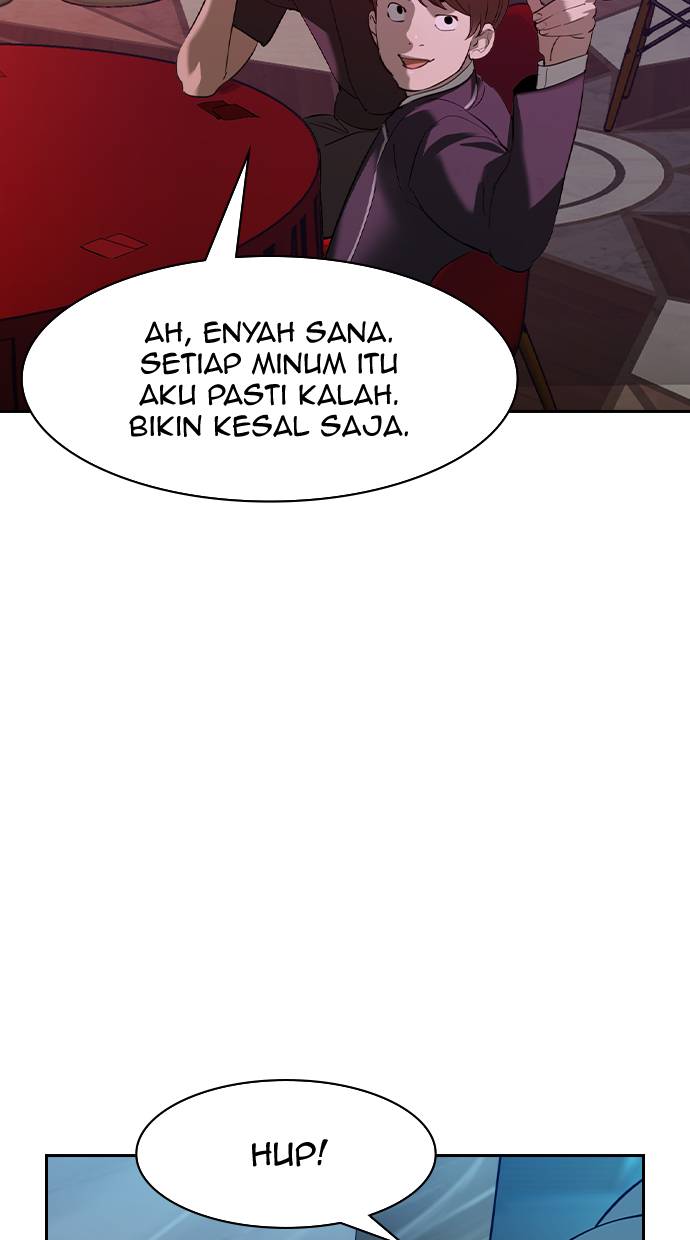 AH, ENYAH SANA.
SETIAP MINUM ITU
AKU PASTI KALAH.
BIKIN KESAL SAJA.
HUP!